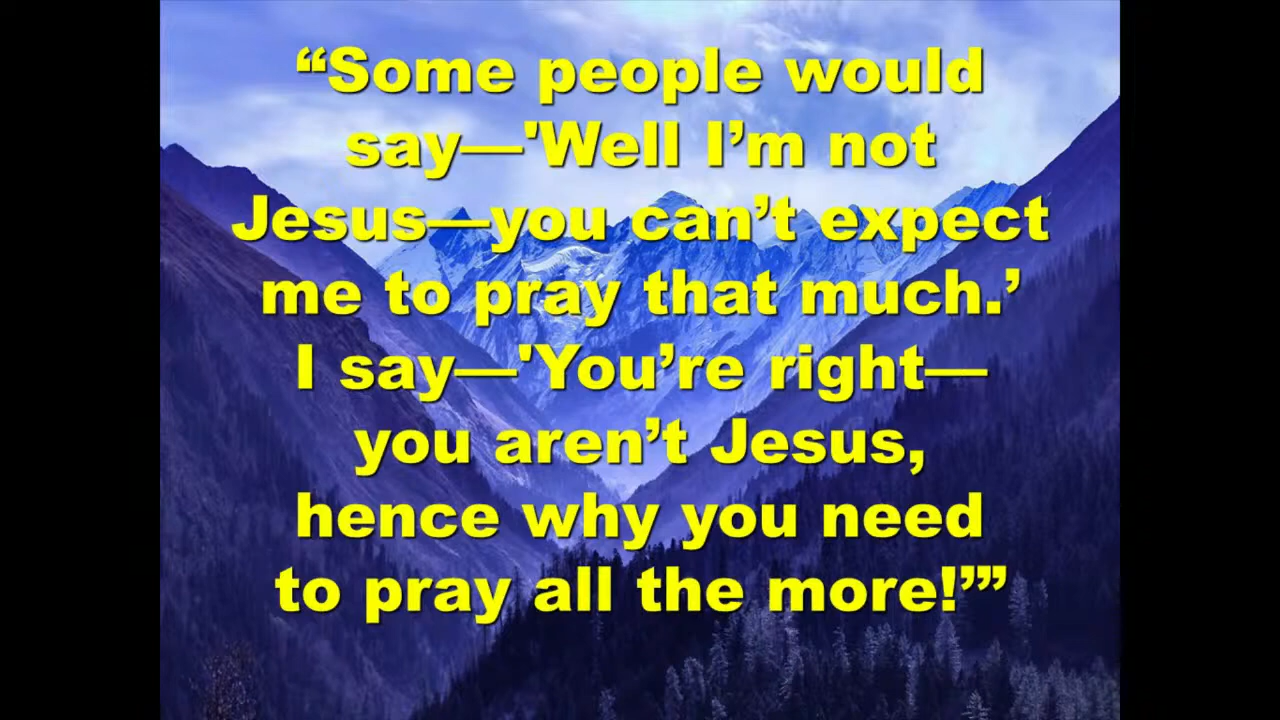 “Some people would
say—'Well I’m not
Jesus—you can’t expect
me to pray that much.’
I say—'You’re right—
you aren’t Jesus,
hence why you need
to pray all the more!’”